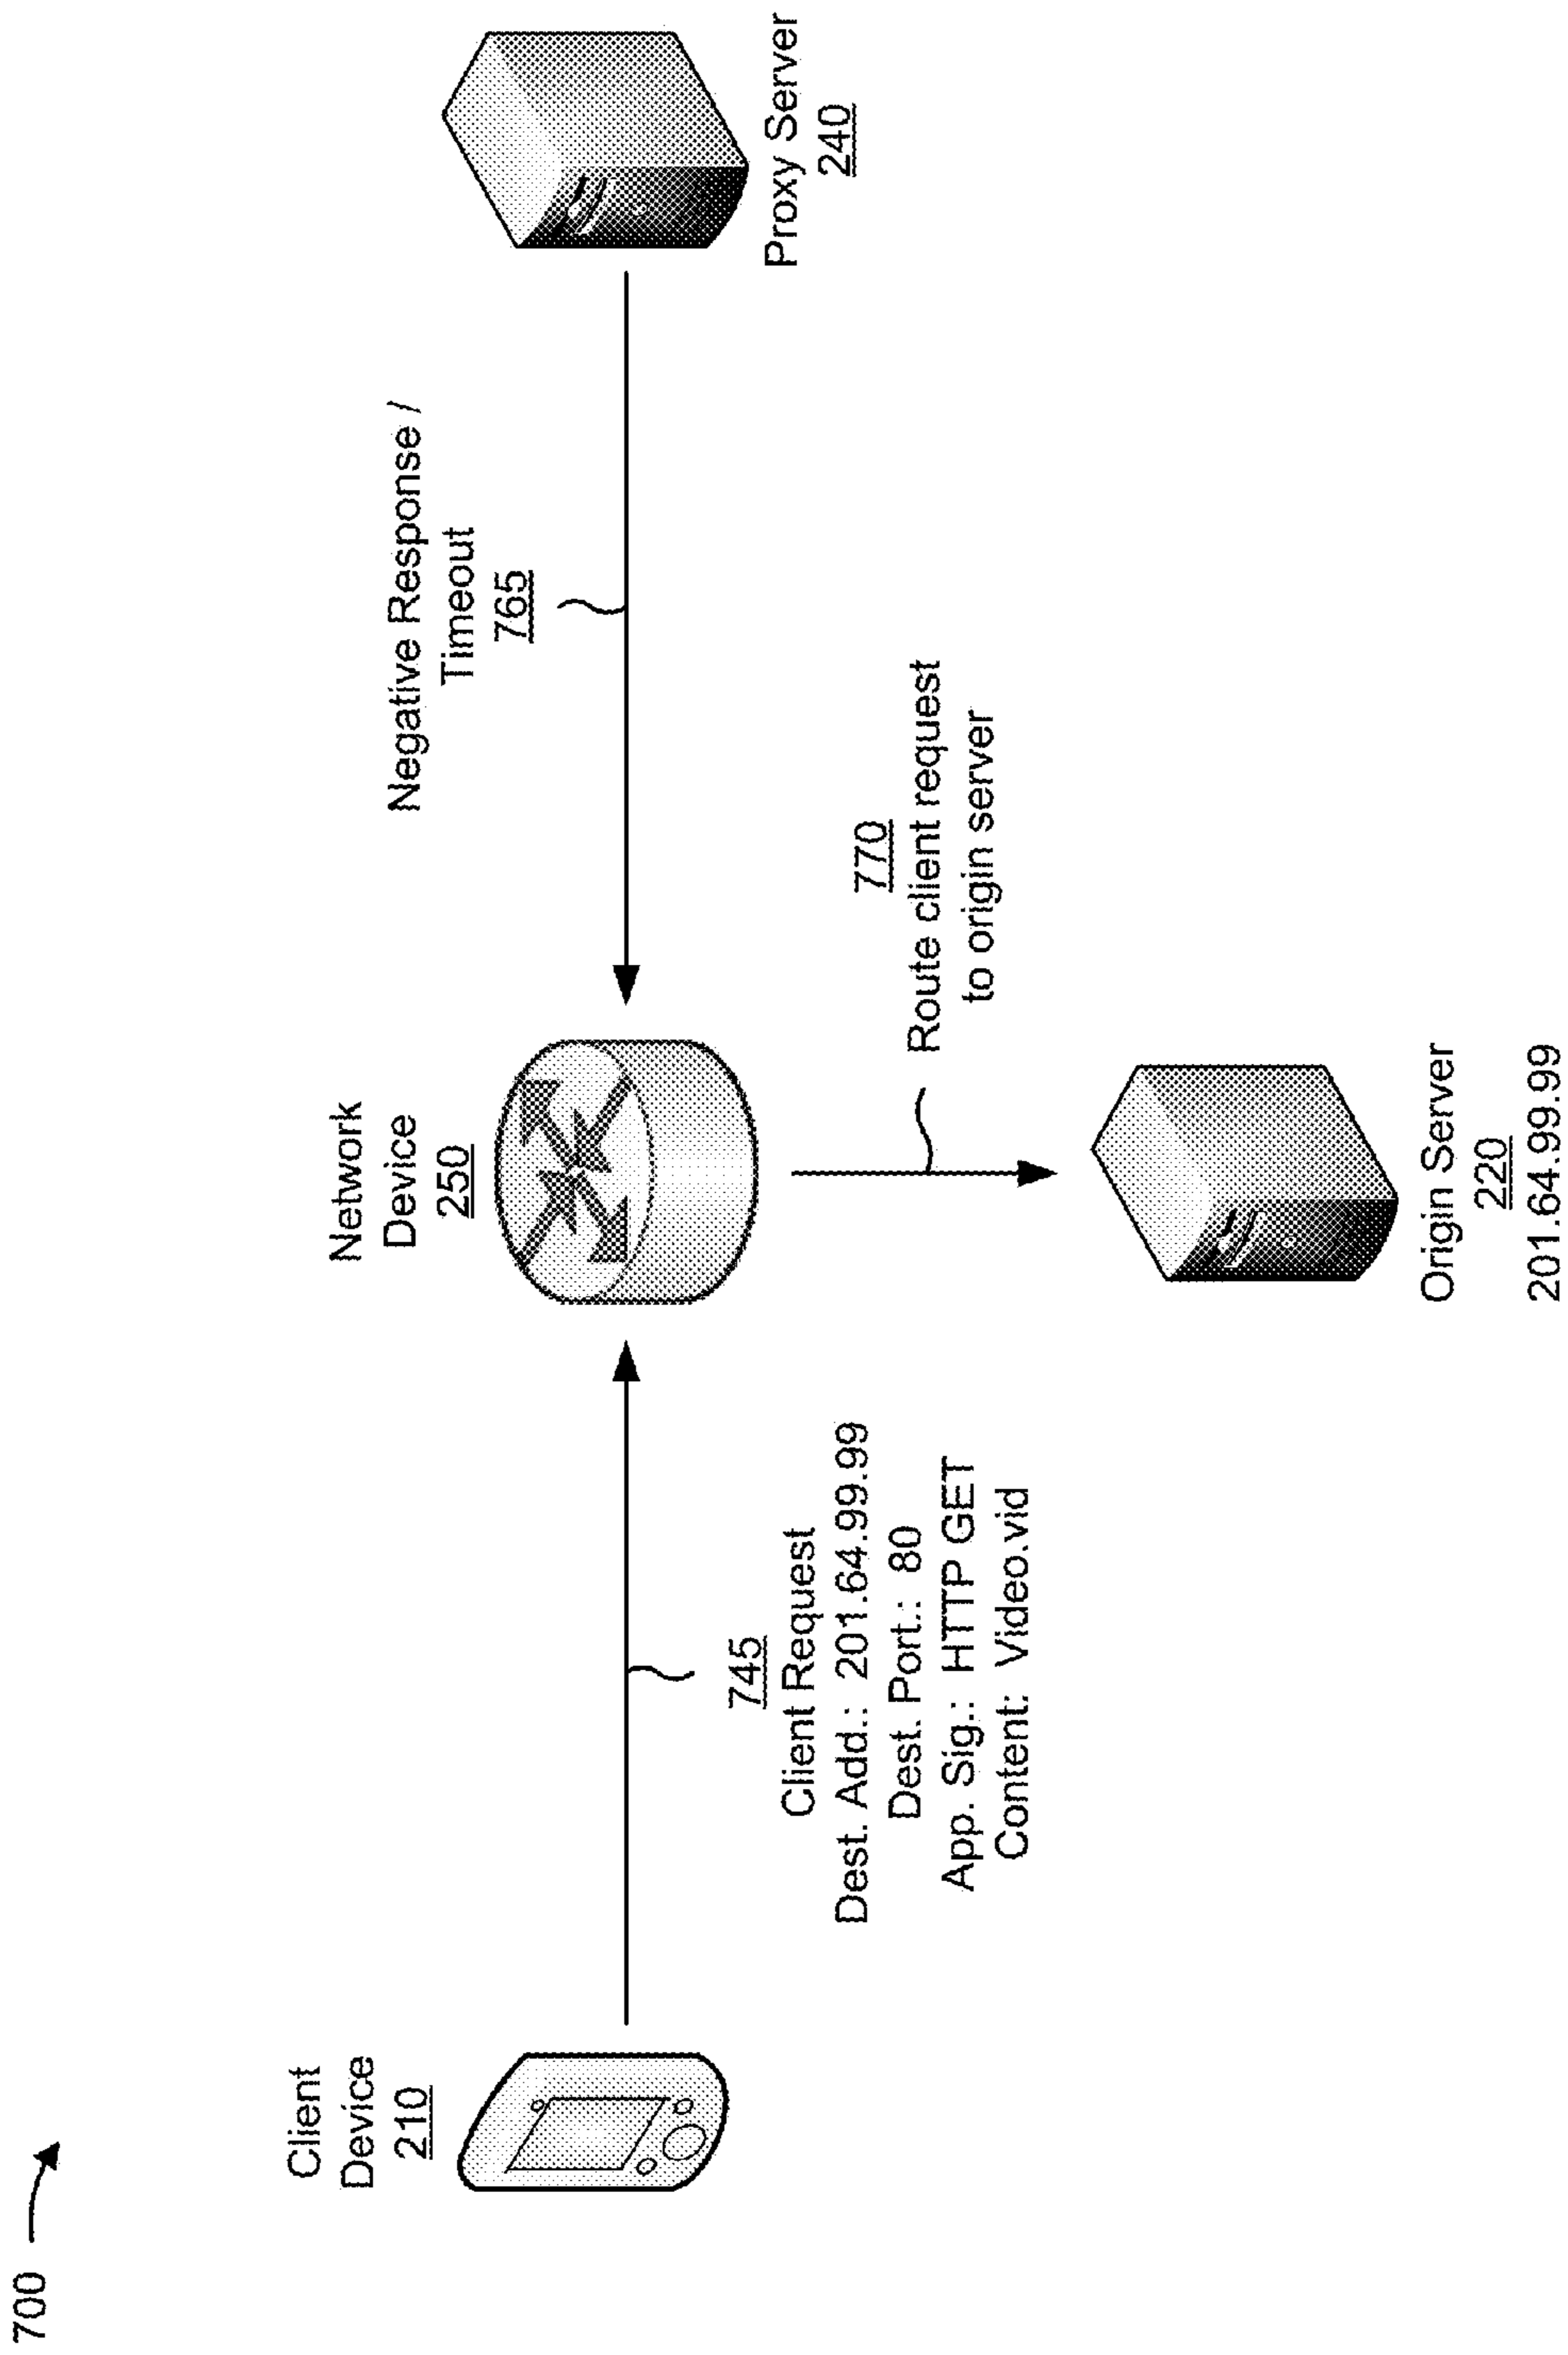 700
Client
Device
210
Network
Device
250
Negative Response /
Timeout
765
Proxy Server
240
745
Client Request
Dest. Add.: 201.64.99.99
Dest. Port.: 80
App. Sig.: HTTP GET
Content: Video.vid
770
Route client request
to origin server
Origin Server
220
201.64.99.99